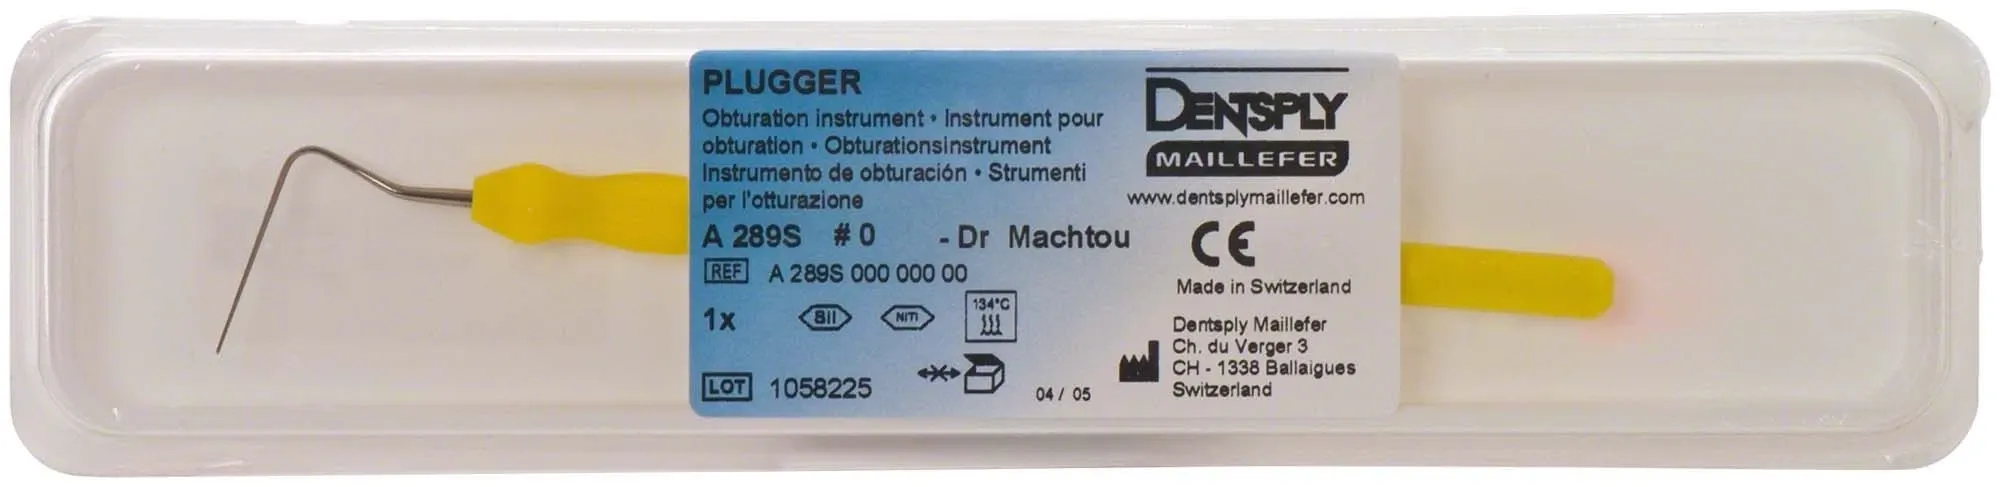 PLUGGER
Obturation instrument • Instrument pour
obturation • Obturationsinstrument
Instrumento de obturación • Strumenti
per l'otturazione
A 289S # 0 - Dr Machtou
REF A 289S 000 000 00
1x SII NITI 134°C
LOT 1058225
04 / 05
DENTSPLY
MAILLEFER
www.dentsplymaillefer.com
CE
Made in Switzerland
Dentsply Maillefer
Ch. du Verger 3
CH - 1338 Ballaigues
Switzerland